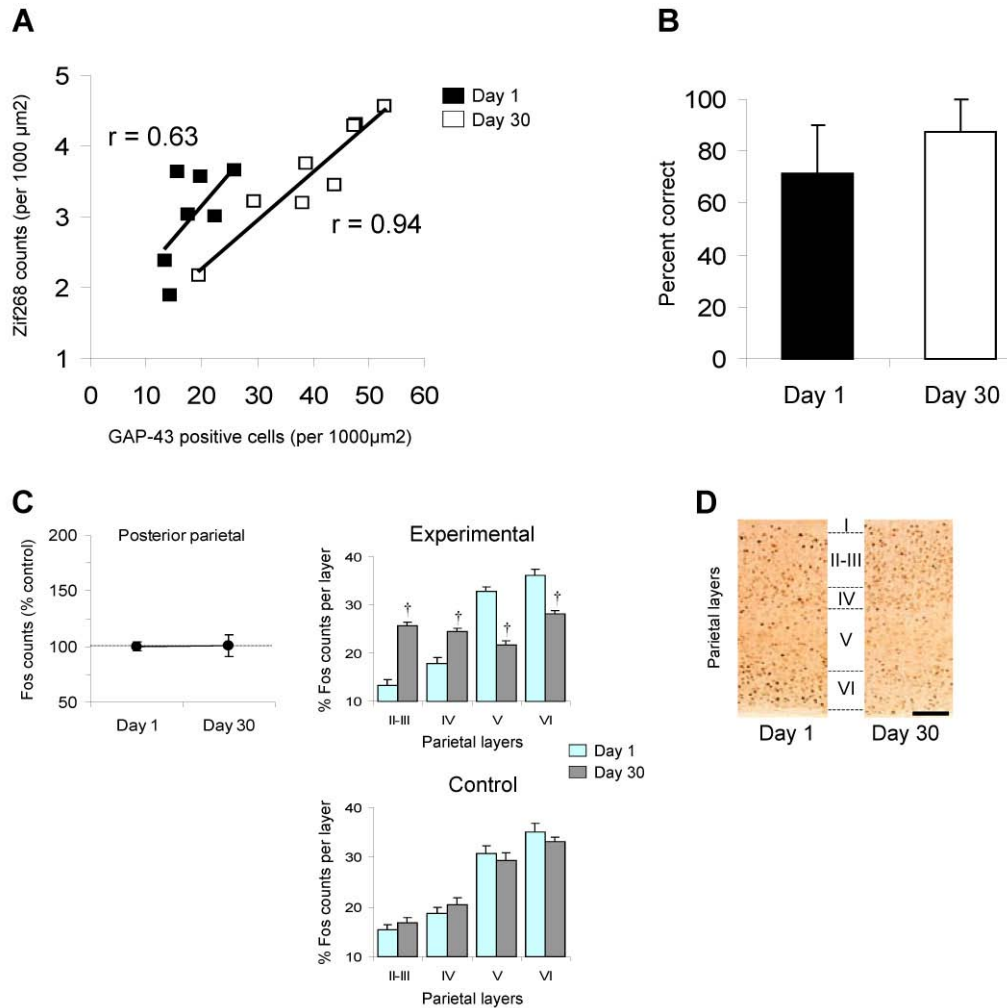 A
Zif268 counts (per 1000 µm2)
5
4
3
2
1
0
10
20
30
40
50
60
GAP-43 positive cells (per 1000µm2)
r = 0.63
r = 0.94
Day 1
Day 30
B
Percent correct
100
80
60
40
20
0
Day 1
Day 30
C
Fos counts (% control)
200
150
100
50
Posterior parietal
Day 1
Day 30
Experimental
% Fos counts per layer
40
30
20
10
† † † †
II-III
IV
V
VI
Parietal layers
Day 1
Day 30
Control
% Fos counts per layer
40
30
20
10
II-III
IV
V
VI
Parietal layers
D
Parietal layers
I
II-III
IV
V
VI
Day 1
Day 30